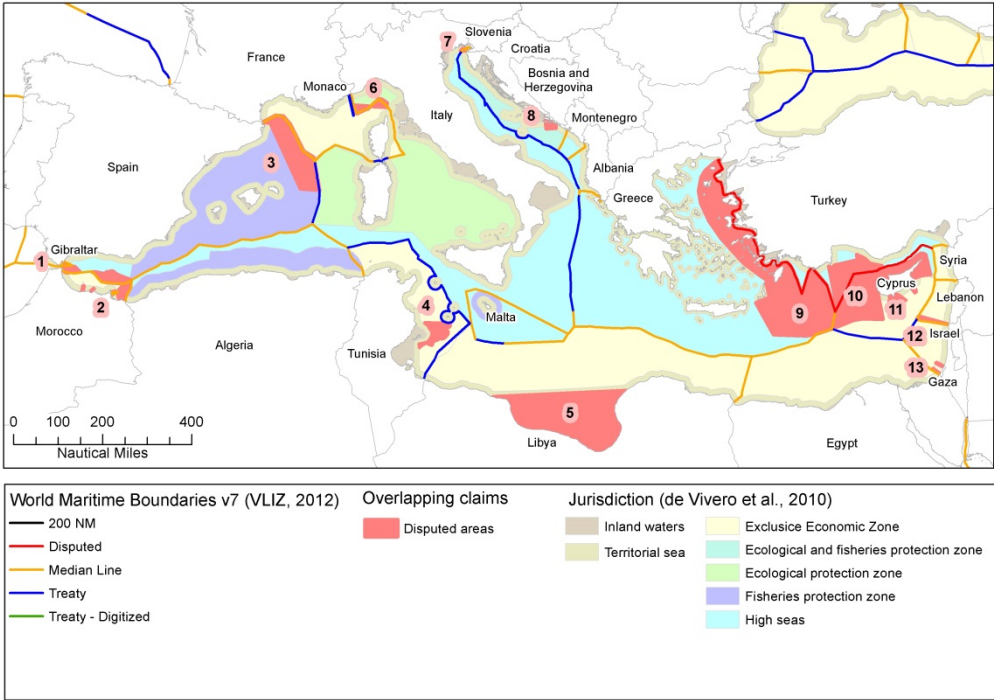 Slovenia
7
Croatia
France
Bosnia and
Herzegovina
Monaco
6
Italy
8
Montenegro
Spain
3
Albania
Greece
Turkey
Gibraltar
1
2
Syria
Cyprus
Lebanon
10
11
4
Malta
9
12
Israel
Morocco
Algeria
Tunisia
13
Gaza
5
Libya
Egypt
0 100 200 400
Nautical Miles
World Maritime Boundaries v7 (VLIZ, 2012)
200 NM
Disputed
Median Line
Treaty
Treaty - Digitized
Overlapping claims
Disputed areas
Jurisdiction (de Vivero et al., 2010)
Inland waters
Territorial sea
Exclusice Economic Zone
Ecological and fisheries protection zone
Ecological protection zone
Fisheries protection zone
High seas